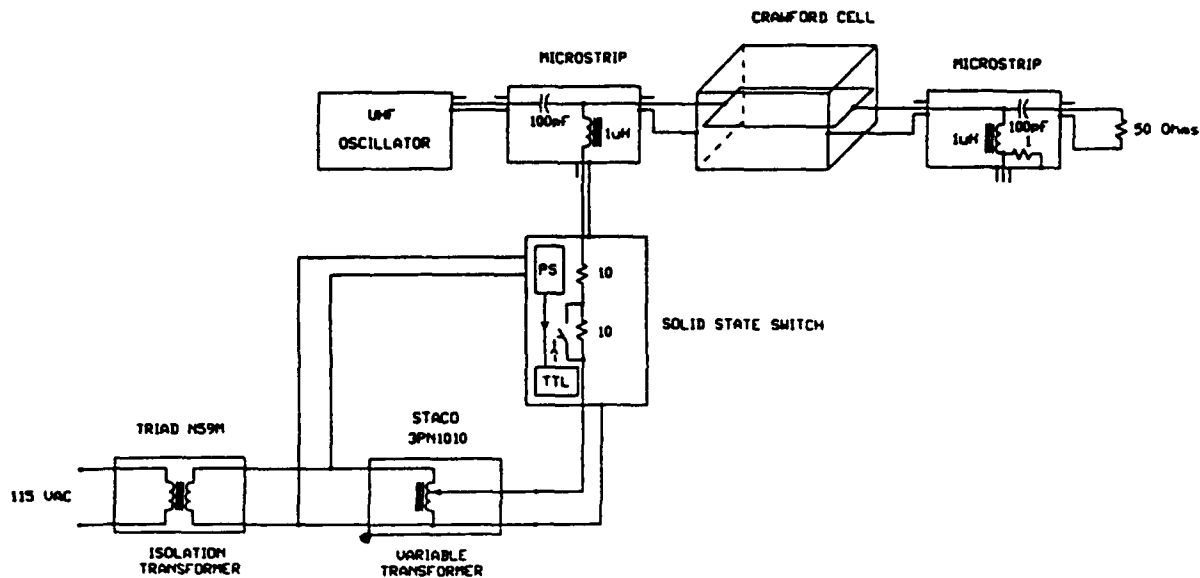 CRAWFORD CELL
MICROSTRIP
MICROSTRIP
UHF
OSCILLATOR
100pF
1uH
1uH
100pF
1
50 Ohms
PS
10
10
TTL
SOLID STATE SWITCH
TRIAD N59M
STACO
3PN1010
115 VAC
ISOLATION
TRANSFORMER
VARIABLE
TRANSFORMER